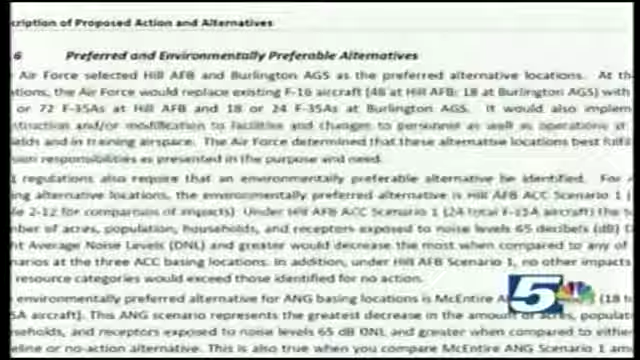 cription of Proposed Action and Alternatives
6 Preferred and Environmentally Preferable Alternatives
Air Force selected Hill AFB and Burlington AGS as the preferred alternative locations. At th
tions, the Air Force would replace existing F-16 aircraft (48 at Hill AFB; 18 at Burlington AGS) with
or 72 F-35As at Hill AFB and 18 or 24 F-35As at Burlington AGS. It would also implem
struction and/or modification to facilities and changes to personnel as well as operations at
ields and in training airspace. The Air Force determined that these alternative locations best fulfil
sion responsibilities as presented in the purpose and need.
regulations also require that an environmentally preferable alternative be identified. For
ing alternative locations, the environmentally preferred alternative is Hill AFB ACC Scenario 1 (
le 2-12 for comparison of impacts). Under Hill AFB ACC Scenario 1 (24 total F-35A aircraft) the
ber of acres, population, households, and receptors exposed to noise levels 65 decibels (dB)
ht Average Noise Levels (DNL) and greater would decrease the most when compared to any of
narios at the three ACC basing locations. In addition, under Hill AFB Scenario 1, no other impacts
resource categories would exceed those identified for no action.
environmentally preferred alternative for ANG basing locations is McEntire (18 t
5A aircraft). This ANG scenario represents the greatest decrease in the amount of acres, populat
seholds, and receptors exposed to noise levels 65 dB DNL and greater when compared to either
eline or no-action alternative. This is also true when you compare McEntire ANG Scenario 1 am
5